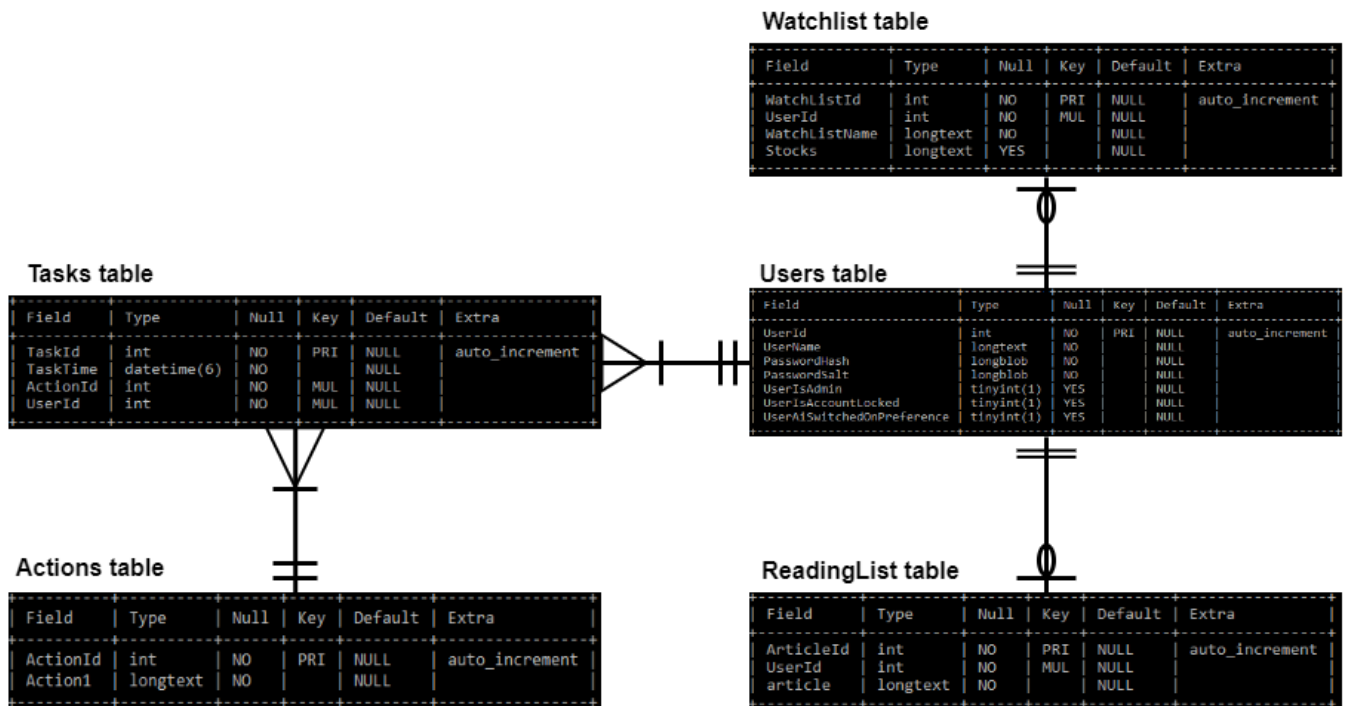 Watchlist table
| Field | Type | Null | Key | Default | Extra |
| WatchListId | int | NO | PRI | NULL | auto_increment |
| UserId | int | NO | MUL | NULL | |
| WatchListName | longtext | NO | | NULL | |
| Stocks | longtext | YES | | NULL | |
Tasks table
| Field | Type | Null | Key | Default | Extra |
| TaskId | int | NO | PRI | NULL | auto_increment |
| TaskTime | datetime(6) | NO | | NULL | |
| ActionId | int | NO | MUL | NULL | |
| UserId | int | NO | MUL | NULL | |
Users table
| Field | Type | Null | Key | Default | Extra |
| UserId | int | NO | PRI | NULL | auto_increment |
| UserName | longtext | NO | | NULL | |
| PasswordHash | longblob | NO | | NULL | |
| PasswordSalt | longblob | NO | | NULL | |
| UserIsAdmin | tinyint(1) | YES | | NULL | |
| UserIsAccountLocked | tinyint(1) | YES | | NULL | |
| UserAiSwitchedOnPreference | tinyint(1) | YES | | NULL | |
Actions table
| Field | Type | Null | Key | Default | Extra |
| ActionId | int | NO | PRI | NULL | auto_increment |
| Action1 | longtext | NO | | NULL | |
ReadingList table
| Field | Type | Null | Key | Default | Extra |
| ArticleId | int | NO | PRI | NULL | auto_increment |
| UserId | int | NO | MUL | NULL | |
| article | longtext | NO | | NULL | |